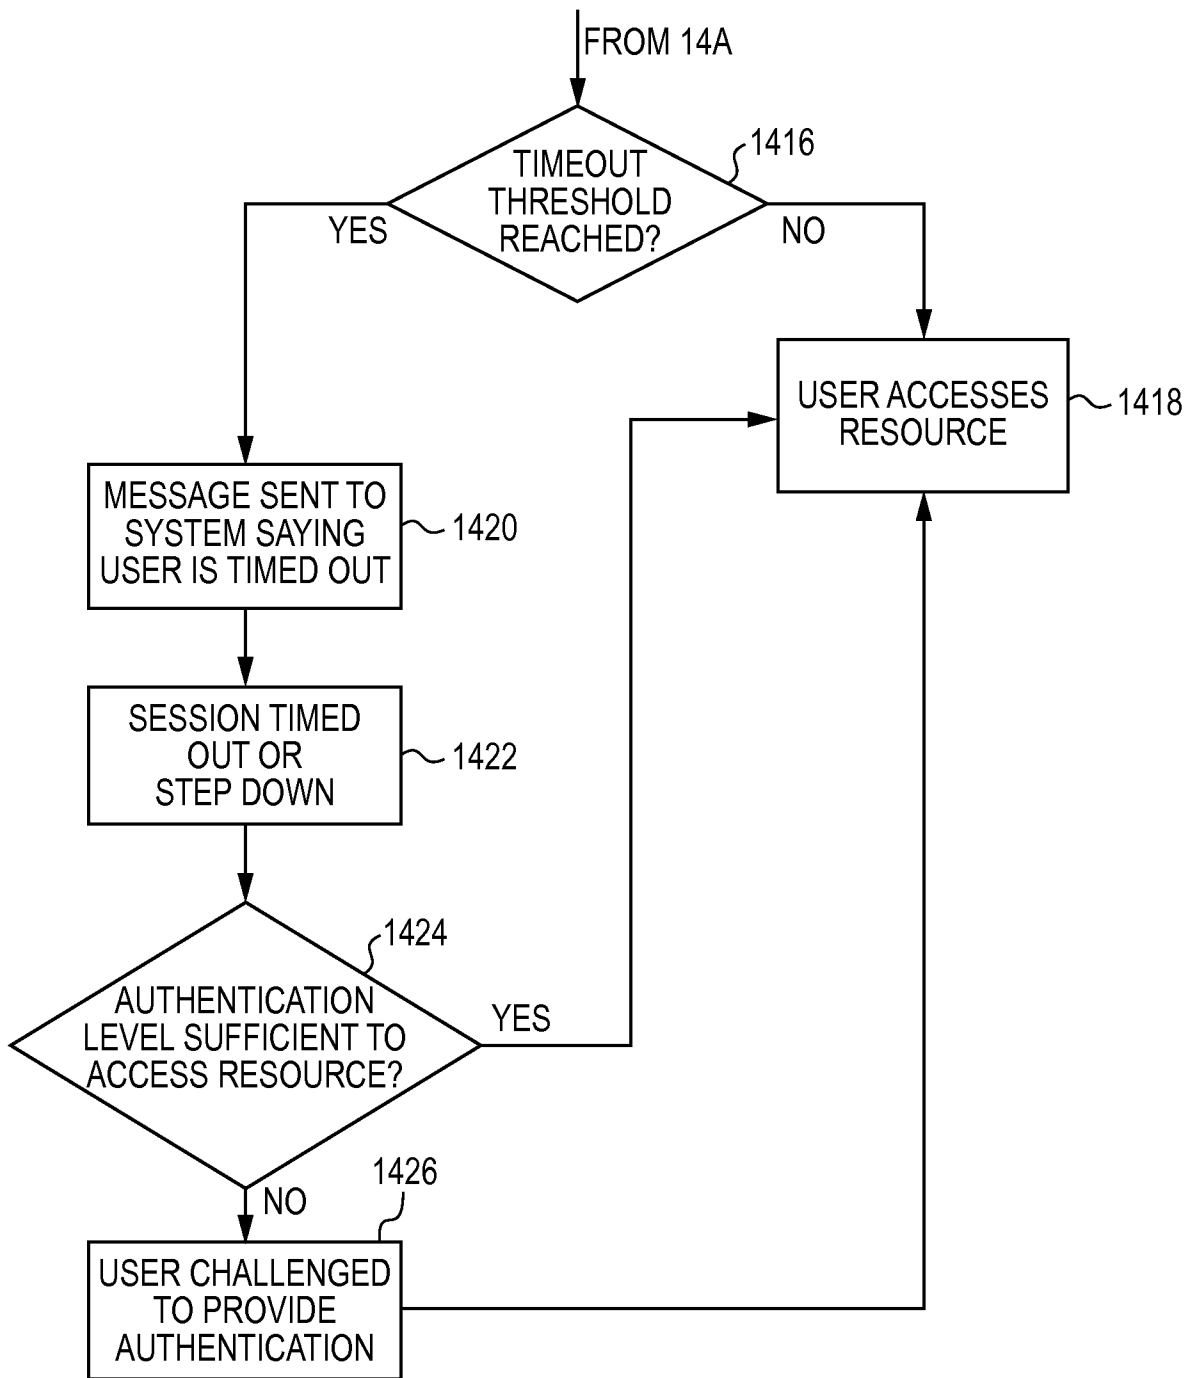 FROM 14A
1416
TIMEOUT
THRESHOLD
REACHED?
YES
NO
USER ACCESSES
RESOURCE
1418
MESSAGE SENT TO
SYSTEM SAYING
USER IS TIMED OUT
1420
SESSION TIMED
OUT OR
STEP DOWN
1422
1424
AUTHENTICATION
LEVEL SUFFICIENT TO
ACCESS RESOURCE?
YES
NO
1426
USER CHALLENGED
TO PROVIDE
AUTHENTICATION